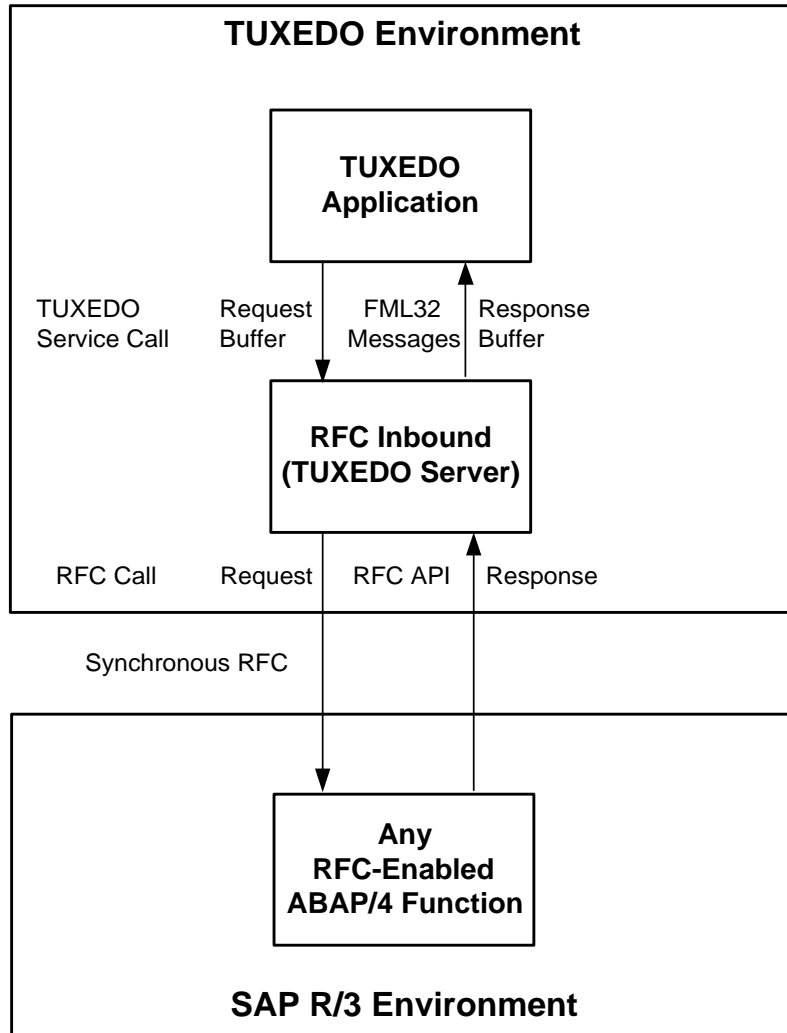 TUXEDO Environment
TUXEDO
Application
TUXEDO
Service Call
Request
Buffer
FML32
Messages
Response
Buffer
RFC Inbound
(TUXEDO Server)
RFC Call
Request
RFC API
Response
Synchronous RFC
Any
RFC-Enabled
ABAP/4 Function
SAP R/3 Environment